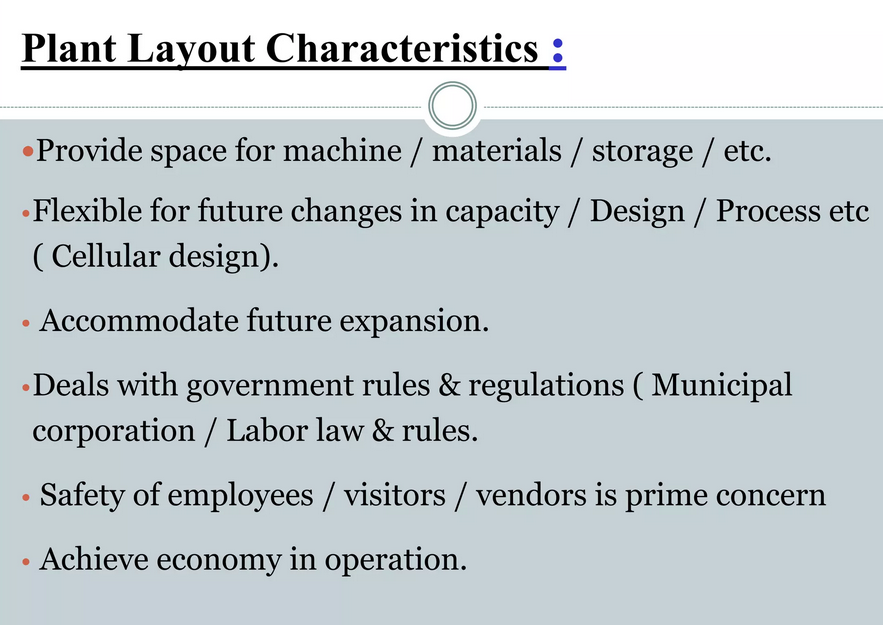 Plant Layout Characteristics :
•Provide space for machine / materials / storage / etc.
•Flexible for future changes in capacity / Design / Process etc
( Cellular design).
• Accommodate future expansion.
•Deals with government rules & regulations ( Municipal
corporation / Labor law & rules.
• Safety of employees / visitors / vendors is prime concern
• Achieve economy in operation.